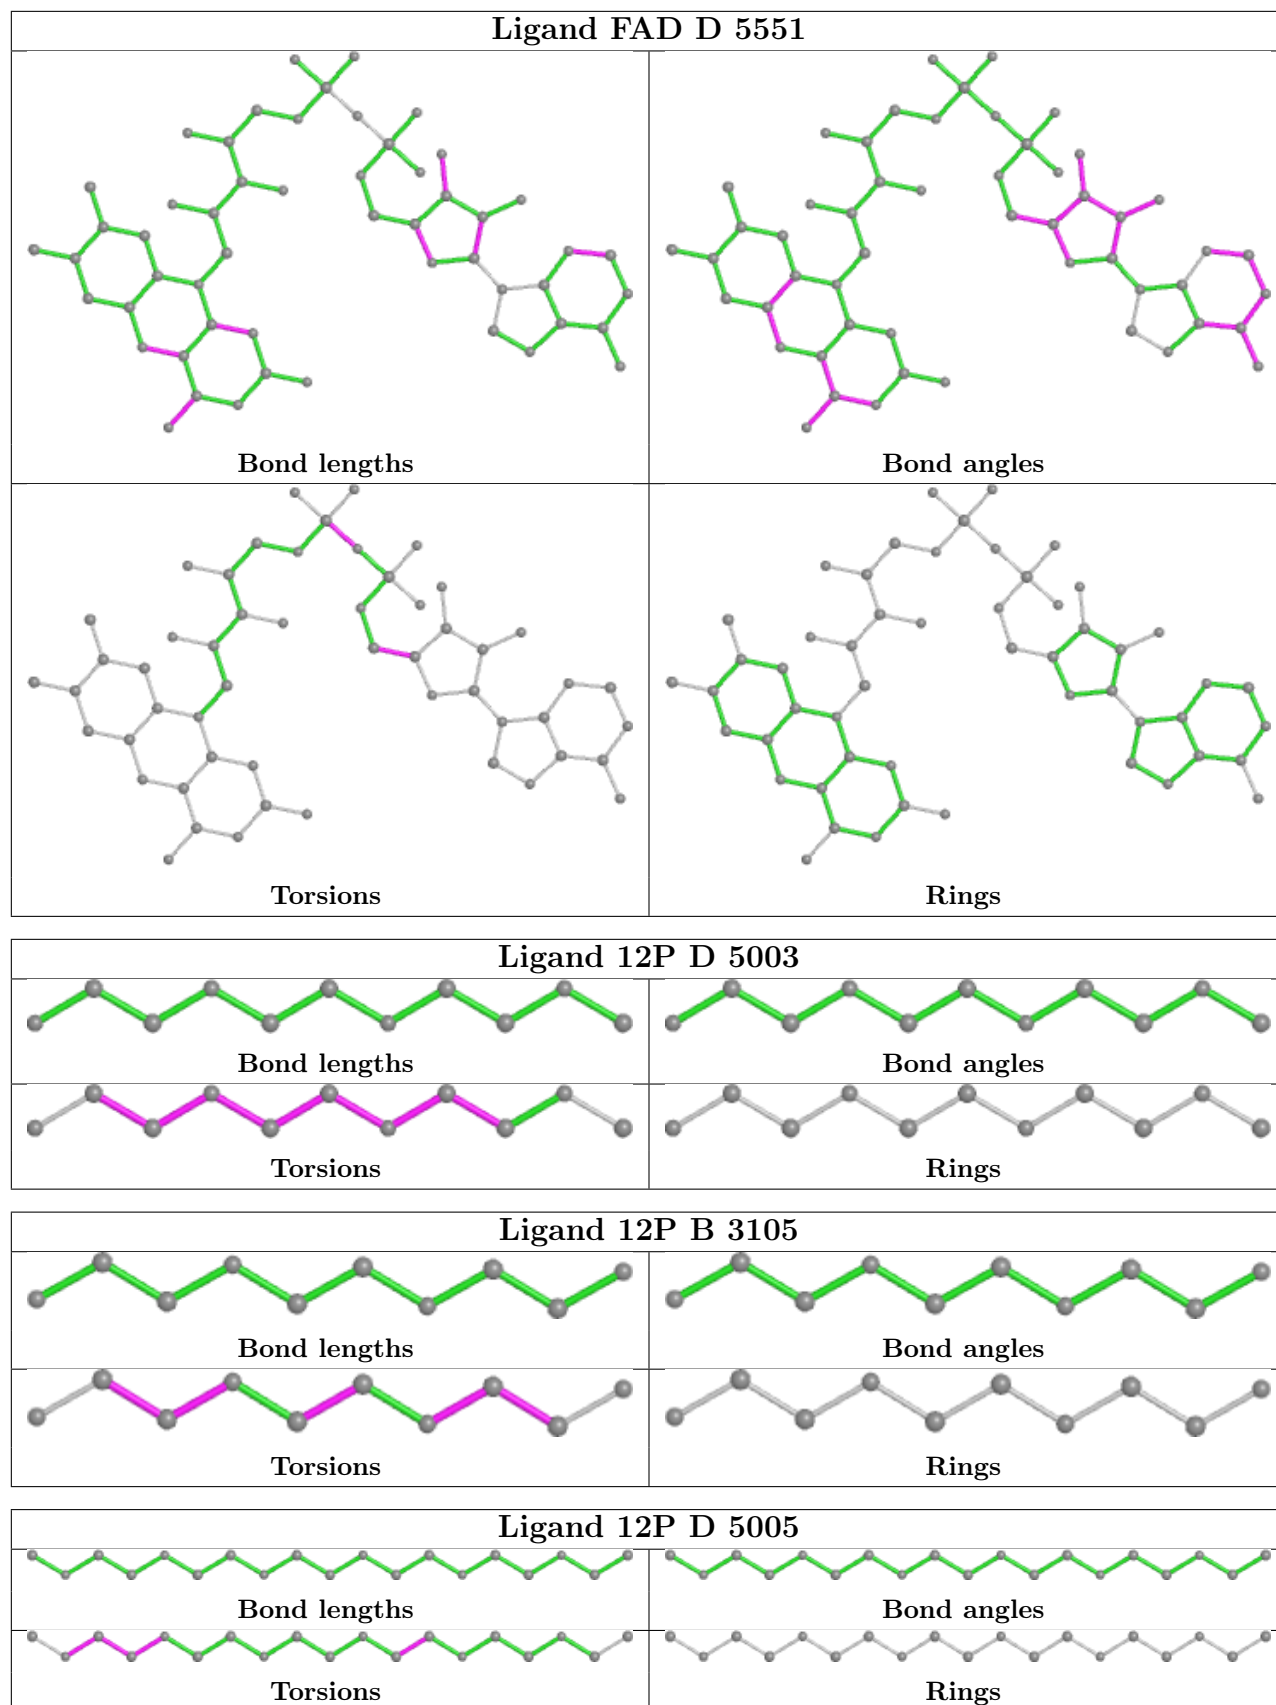 Ligand FAD D 5551
Bond lengths
Bond angles
Torsions
Rings
Ligand 12P D 5003
Bond lengths
Bond angles
Torsions
Rings
Ligand 12P B 3105
Bond lengths
Bond angles
Torsions
Rings
Ligand 12P D 5005
Bond lengths
Bond angles
Torsions
Rings